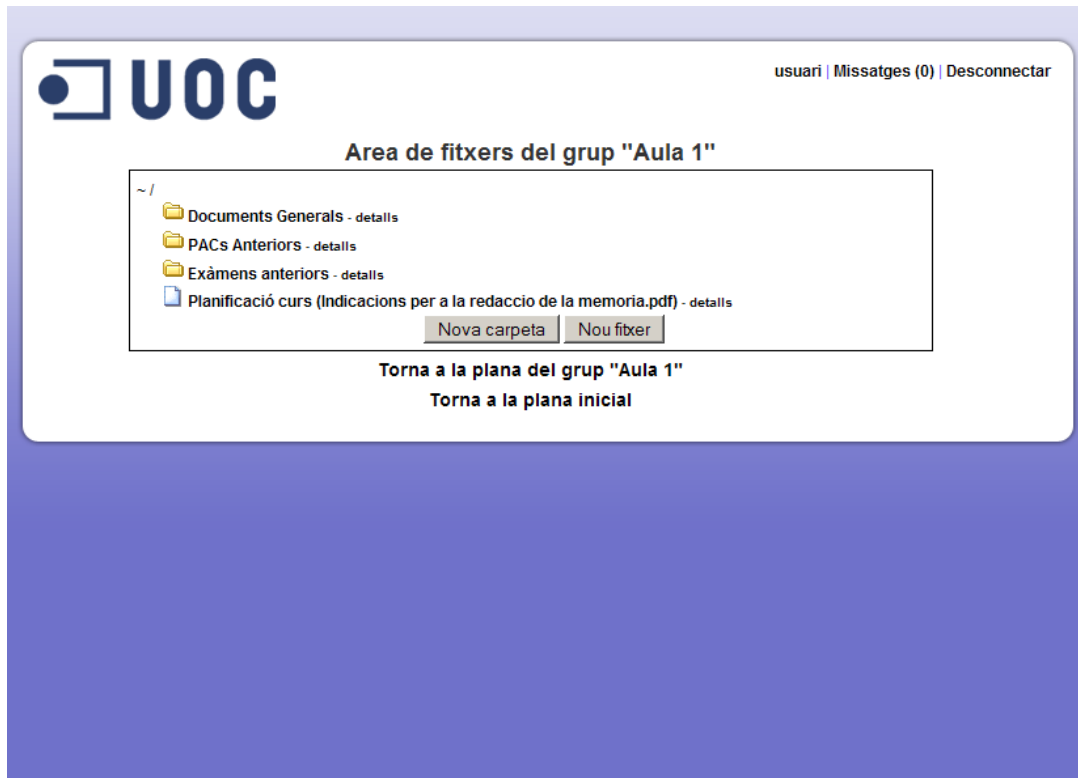 UOC
usuari | Missatges (0) | Desconnectar
Area de fitxers del grup "Aula 1"
~ /
Documents Generals - detalls
PACs Anteriors - detalls
Exàmens anteriors - detalls
Planificació curs (Indicacions per a la redaccio de la memoria.pdf) - detalls
Nova carpeta Nou fitxer
Torna a la plana del grup "Aula 1"
Torna a la plana inicial